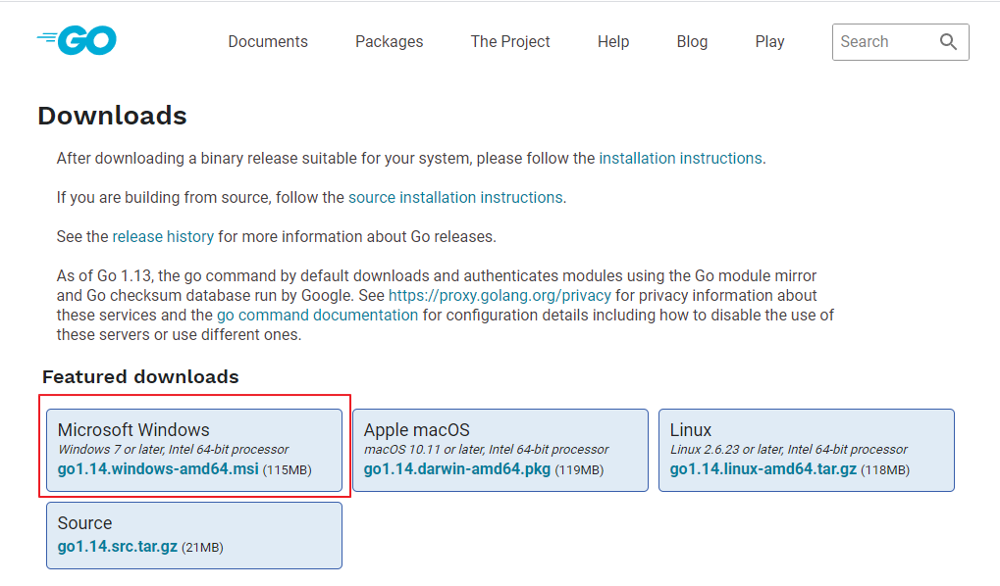 GO
Documents Packages The Project Help Blog Play Search
Downloads
After downloading a binary release suitable for your system, please follow the installation instructions.
If you are building from source, follow the source installation instructions.
See the release history for more information about Go releases.
As of Go 1.13, the go command by default downloads and authenticates modules using the Go module mirror
and Go checksum database run by Google. See https://proxy.golang.org/privacy for privacy information about
these services and the go command documentation for configuration details including how to disable the use of
these servers or use different ones.
Featured downloads
Microsoft Windows
Windows 7 or later, Intel 64-bit processor
go1.14.windows-amd64.msi (115MB)
Apple macOS
macOS 10.11 or later, Intel 64-bit processor
go1.14.darwin-amd64.pkg (119MB)
Linux
Linux 2.6.23 or later, Intel 64-bit processor
go1.14.linux-amd64.tar.gz (118MB)
Source
go1.14.src.tar.gz (21MB)